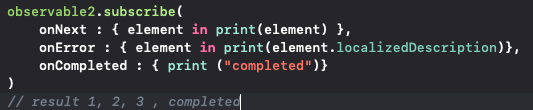 observable2.subscribe(
    onNext : { element in print(element) },
    onError : { element in print(element.localizedDescription)},
    onCompleted : { print ("completed")}
)
// result 1, 2, 3 , completed